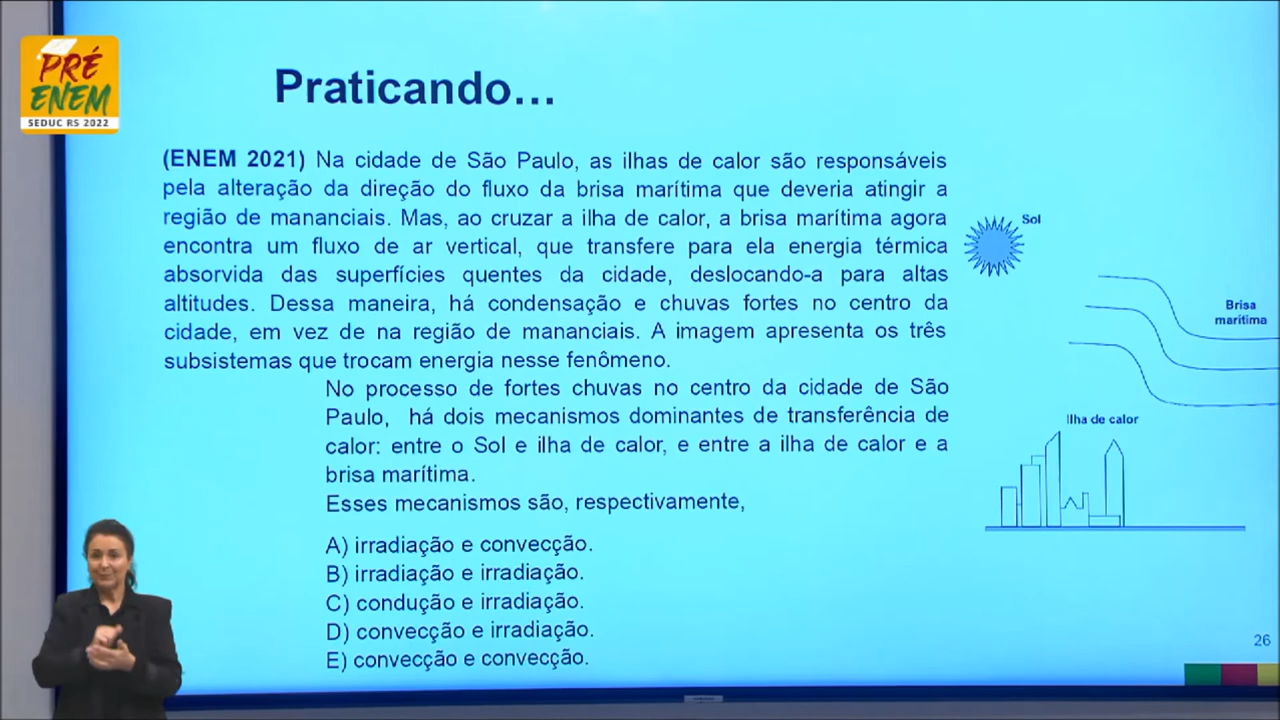 PRÉ
ENEM
SEDUC RS 2022
Praticando...
(ENEM 2021) Na cidade de São Paulo, as ilhas de calor são responsáveis
pela alteração da direção do fluxo da brisa marítima que deveria atingir a
região de mananciais. Mas, ao cruzar a ilha de calor, a brisa marítima agora
encontra um fluxo de ar vertical, que transfere para ela energia térmica
absorvida das superfícies quentes da cidade, deslocando-a para altas
altitudes. Dessa maneira, há condensação e chuvas fortes no centro da
cidade, em vez de na região de mananciais. A imagem apresenta os três
subsistemas que trocam energia nesse fenômeno.
Sol
Brisa
marítima
Ilha de calor
No processo de fortes chuvas no centro da cidade de São
Paulo, há dois mecanismos dominantes de transferência de
calor: entre o Sol e ilha de calor, e entre a ilha de calor e a
brisa marítima.
Esses mecanismos são, respectivamente,
A) irradiação e convecção.
B) irradiação e irradiação.
C) condução e irradiação.
D) convecção e irradiação.
E) convecção e convecção.
26